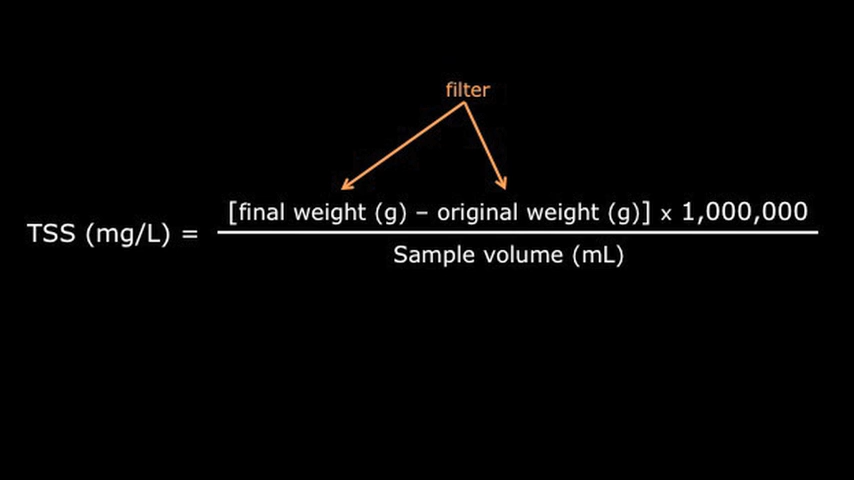 filter
[final weight (g) – original weight (g)] x 1,000,000
TSS (mg/L) =
Sample volume (mL)